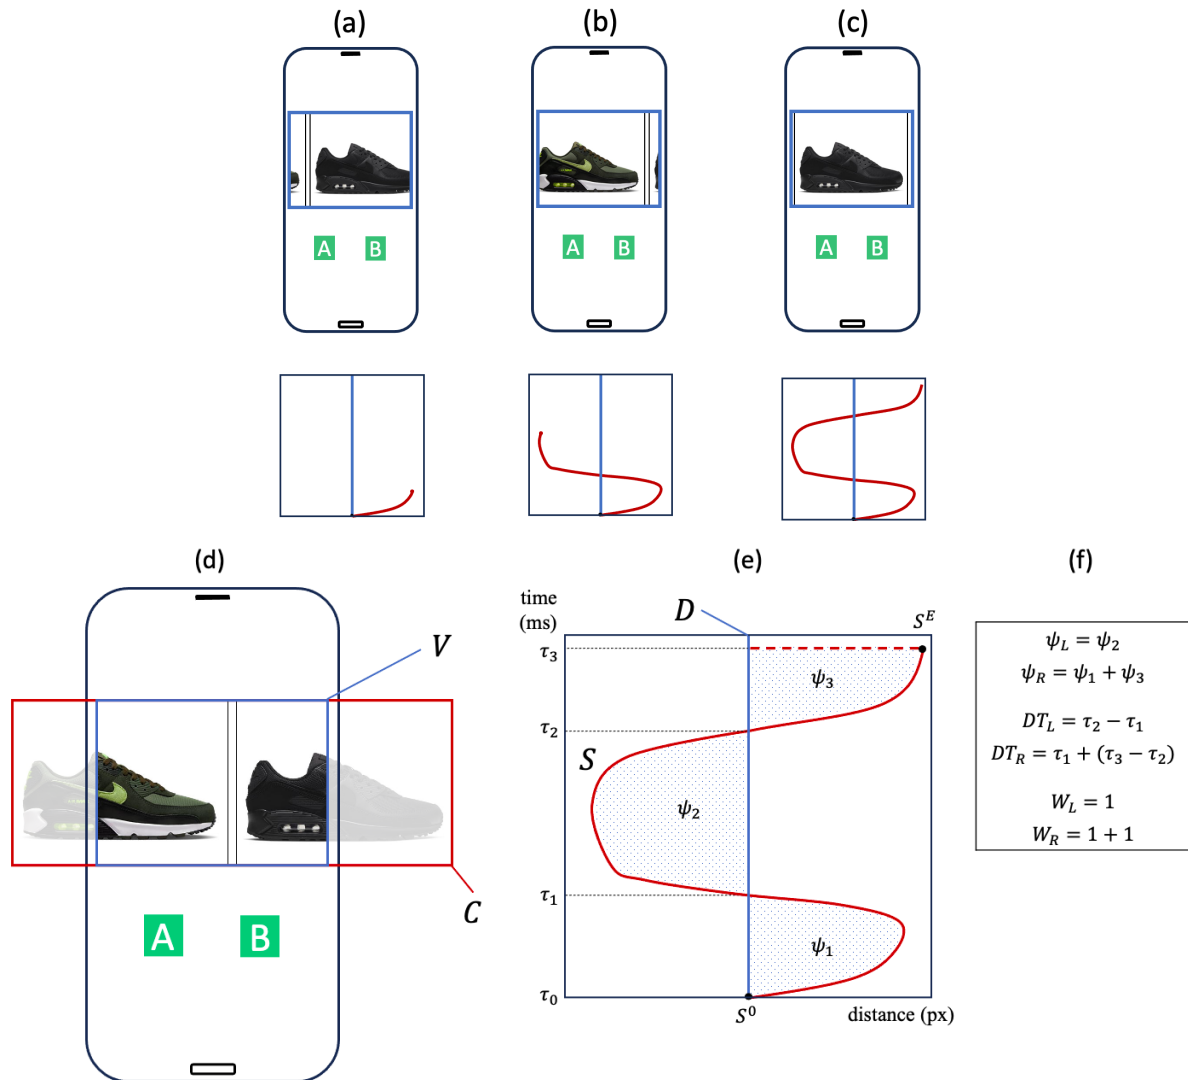 (a)
(b)
(c)
A B
A B
A B
(d)
(e)
(f)
V
C
A B
time
(ms)
D
S^E
τ_3
ψ_3
τ_2
S
ψ_2
τ_1
ψ_1
τ_0
S^0
distance (px)
ψ_L = ψ_2
ψ_R = ψ_1 + ψ_3
DT_L = τ_2 − τ_1
DT_R = τ_1 + (τ_3 − τ_2)
W_L = 1
W_R = 1 + 1